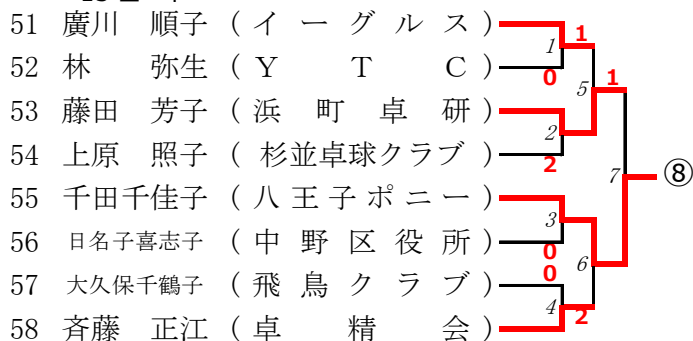 51 廣川 順子 ( イーグルス )
1 1
52 林 弥生 ( Y T C )
0 5 1
53 藤田 芳子 ( 浜町卓研 )
2
54 上原 照子 ( 杉並卓球クラブ )
2 7 ⑧
55 千田千佳子 ( 八王子ポニー )
3
56 日名子喜志子 ( 中野区役所 )
0 6
57 大久保千鶴子 ( 飛鳥クラブ )
0
4 2
58 斉藤 正江 ( 卓精会 )